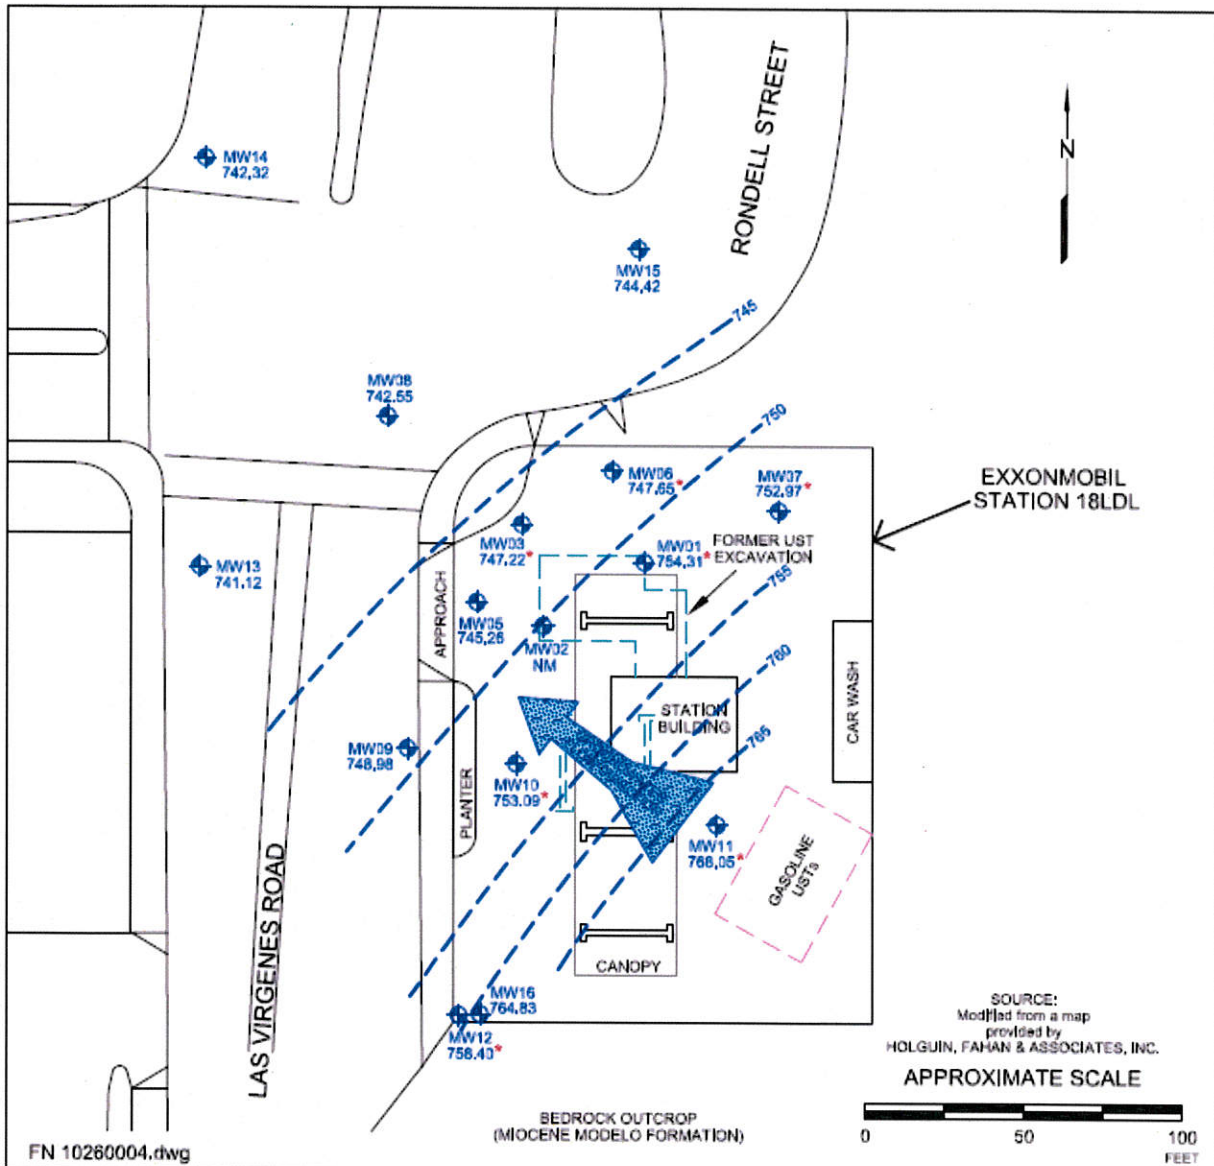 MW14
742.32
RONDELL STREET
N
MW15
744.42
745
MW08
742.55
750
MW06
747.65*
MW07
752.97*
EXXONMOBIL
STATION 18LDL
MW03
747.22*
MW01
754.31*
FORMER UST
EXCAVATION
MW13
741.12
APPROACH
MW05
745.26
755
MW02
NM
760
STATION
BUILDING
CAR WASH
765
MW09
748.98
MW10
753.09*
PLANTER
MW11
768.05*
GASOLINE
USTs
LAS VIRGENES ROAD
CANOPY
MW16
764.83
MW12
758.40*
SOURCE:
Modified from a map
provided by
HOLGUIN, FAHAN & ASSOCIATES, INC.
APPROXIMATE SCALE
BEDROCK OUTCROP
(MIOCENE MODELO FORMATION)
0 50 100
FEET
FN 10260004.dwg